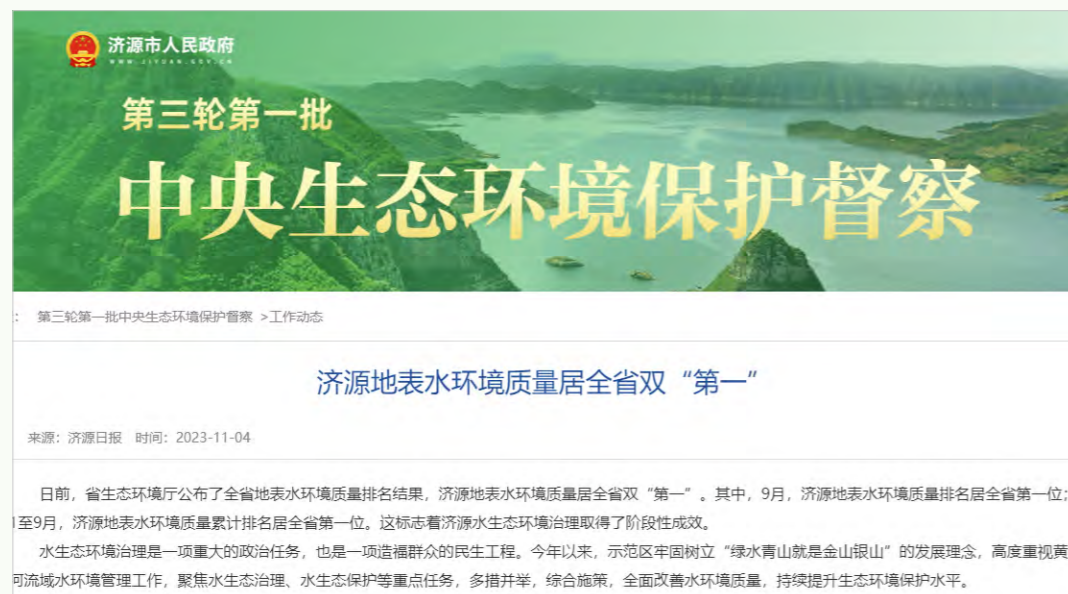 济源市人民政府
WWW.JIYUAN.GOV.CN
第三轮第一批
中央生态环境保护督察
： 第三轮第一批中央生态环境保护督察 >工作动态
济源地表水环境质量居全省双“第一”
来源：济源日报 时间：2023-11-04
日前，省生态环境厅公布了全省地表水环境质量排名结果，济源地表水环境质量居全省双“第一”。其中，9月，济源地表水环境质量排名居全省第一位；
至9月，济源地表水环境质量累计排名居全省第一位。这标志着济源水生态环境治理取得了阶段性成效。
水生态环境治理是一项重大的政治任务，也是一项造福群众的民生工程。今年以来，示范区牢固树立“绿水青山就是金山银山”的发展理念，高度重视黄
河流域水环境管理工作，聚焦水生态治理、水生态保护等重点任务，多措并举，综合施策，全面改善水环境质量，持续提升生态环境保护水平。